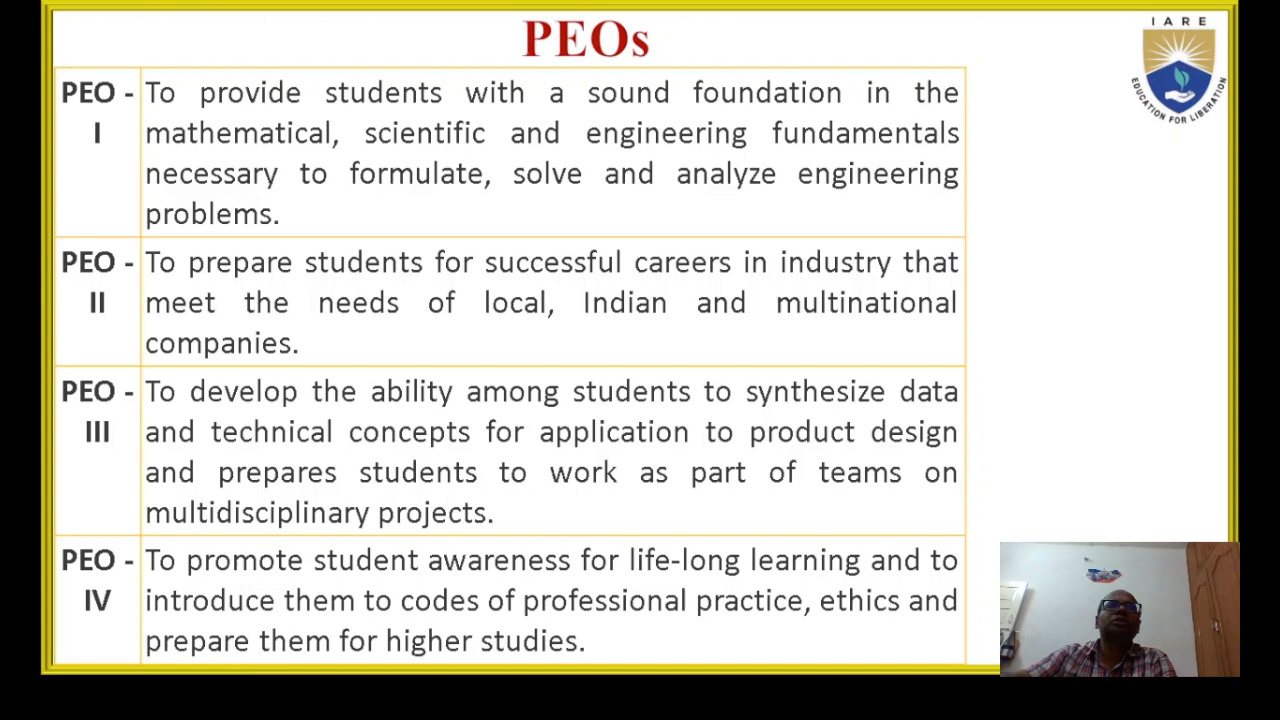 PEOs
IARE
EDUCATION FOR LIBERATION
PEO - I
To provide students with a sound foundation in the
mathematical, scientific and engineering fundamentals
necessary to formulate, solve and analyze engineering
problems.
PEO - II
To prepare students for successful careers in industry that
meet the needs of local, Indian and multinational
companies.
PEO - III
To develop the ability among students to synthesize data
and technical concepts for application to product design
and prepares students to work as part of teams on
multidisciplinary projects.
PEO - IV
To promote student awareness for life-long learning and to
introduce them to codes of professional practice, ethics and
prepare them for higher studies.